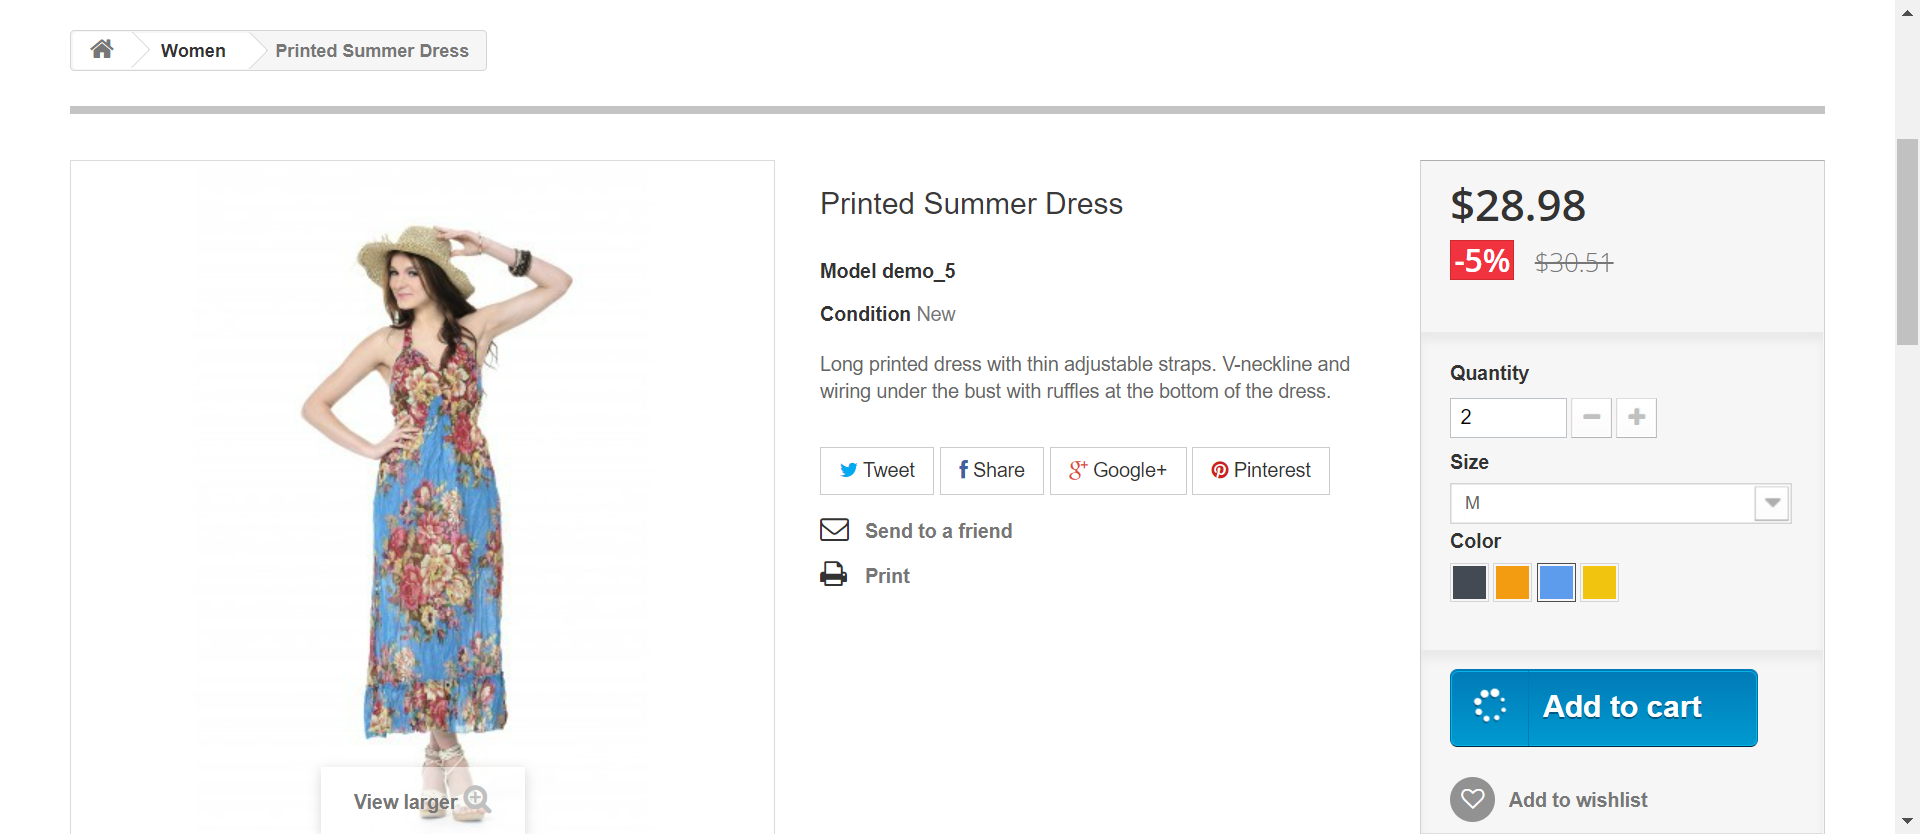 Women
Printed Summer Dress
Printed Summer Dress
Model demo_5
Condition New
Long printed dress with thin adjustable straps. V-neckline and
wiring under the bust with ruffles at the bottom of the dress.
Tweet
Share
Google+
Pinterest
Send to a friend
Print
View larger
$28.98
-5% $30.51
Quantity
2
Size
M
Color
Add to cart
Add to wishlist